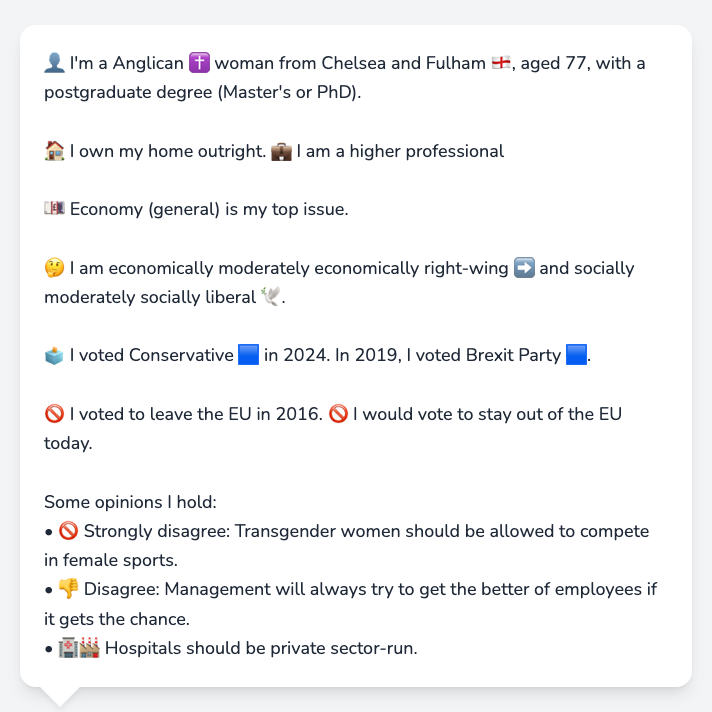 👤 I'm a Anglican ✝️ woman from Chelsea and Fulham 🏴󠁧󠁢󠁥󠁮󠁧󠁿, aged 77, with a
postgraduate degree (Master's or PhD).
🏠 I own my home outright. 💼 I am a higher professional
💷 Economy (general) is my top issue.
🤔 I am economically moderately economically right-wing ➡️ and socially
moderately socially liberal 🕊️.
🗳️ I voted Conservative 🟦 in 2024. In 2019, I voted Brexit Party 🟦.
🚫 I voted to leave the EU in 2016. 🚫 I would vote to stay out of the EU
today.
Some opinions I hold:
• 🚫 Strongly disagree: Transgender women should be allowed to compete
in female sports.
• 👎 Disagree: Management will always try to get the better of employees if
it gets the chance.
• 🏥🏭 Hospitals should be private sector-run.